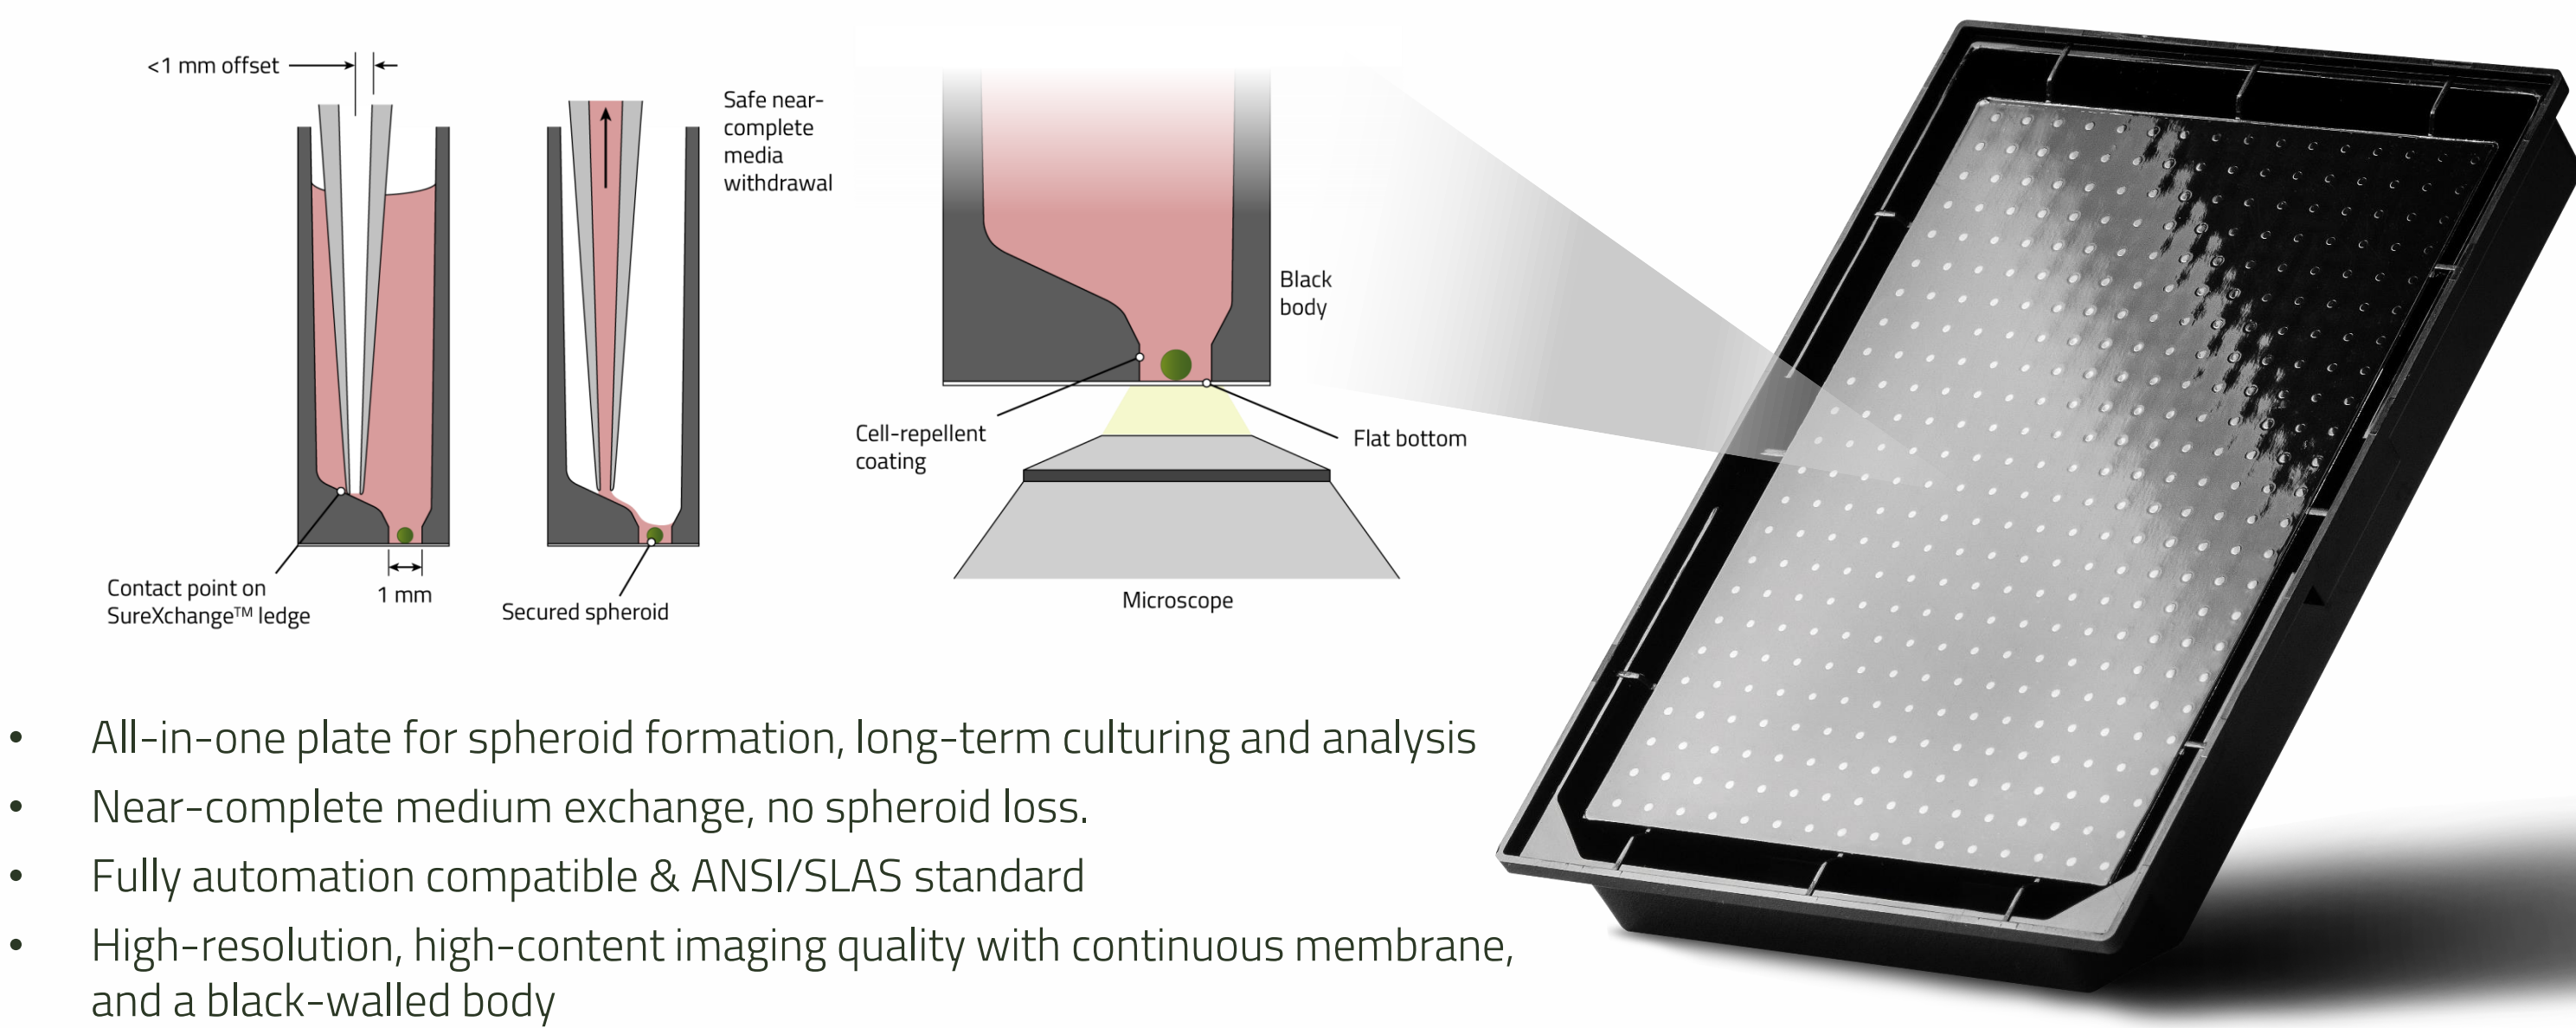 <1 mm offset
Safe near-
complete
media
withdrawal
Black
body
Cell-repellent
coating
Flat bottom
Contact point on
SureXchange™ ledge
1 mm
Secured spheroid
Microscope
• All-in-one plate for spheroid formation, long-term culturing and analysis
• Near-complete medium exchange, no spheroid loss.
• Fully automation compatible & ANSI/SLAS standard
• High-resolution, high-content imaging quality with continuous membrane,
and a black-walled body